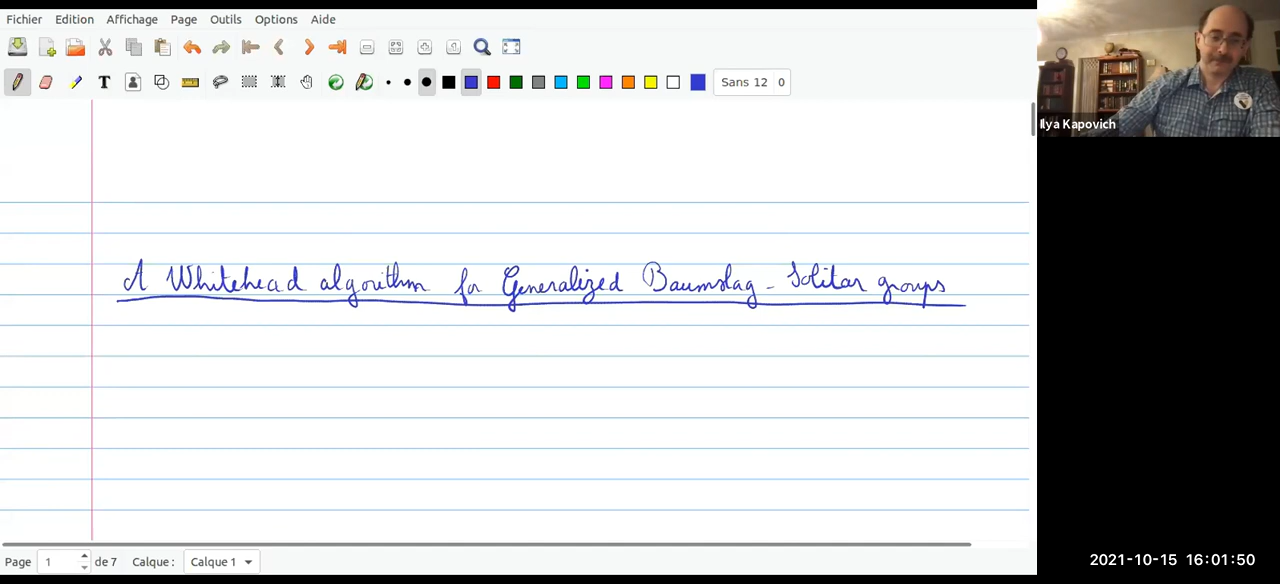 Fichier Edition Affichage Page Outils Options Aide
T
Sans 12 0
Ilya Kapovich
A Whitehead algorithm for Generalized Baumslag - Solitar groups
Page 1 de 7 Calque : Calque 1
2021-10-15 16:01:50